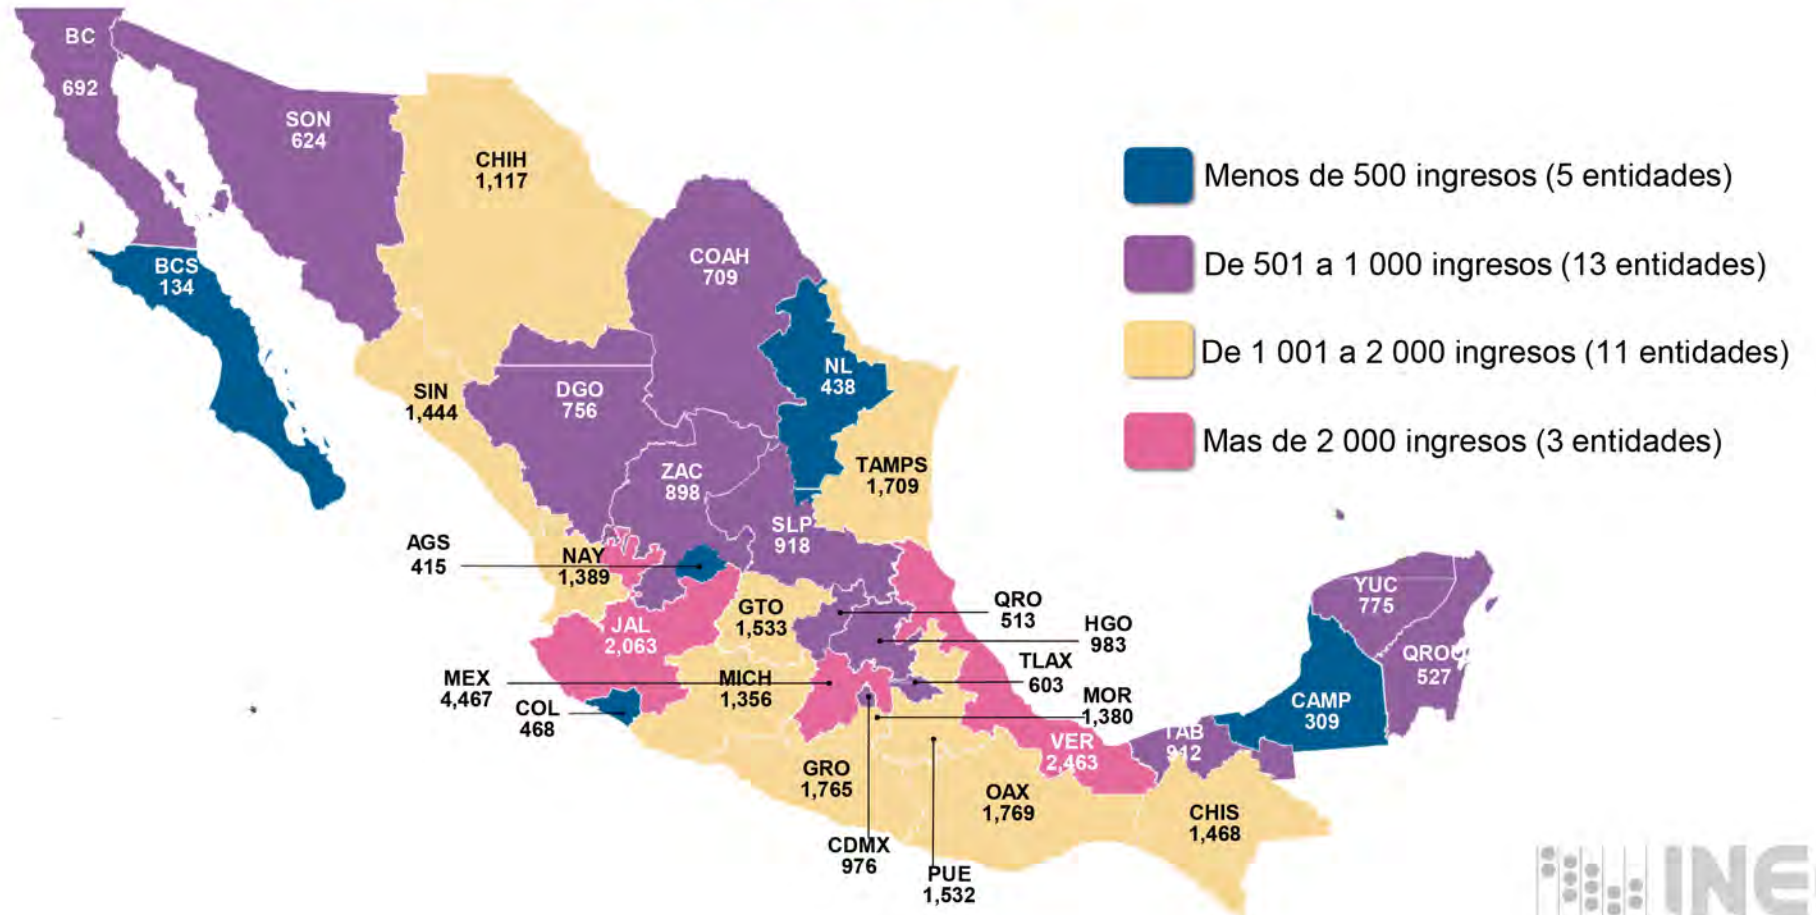 BC
692
SON
624
CHIH
1,117
Menos de 500 ingresos (5 entidades)
De 501 a 1 000 ingresos (13 entidades)
De 1 001 a 2 000 ingresos (11 entidades)
Mas de 2 000 ingresos (3 entidades)
COAH
709
BCS
134
NL
438
SIN
1,444
DGO
756
TAMPS
1,709
ZAC
898
SLP
918
AGS
415
NAY
1,389
GTO
1,533
QRO
513
HGO
983
JAL
2,063
TLAX
603
MEX
4,467
MICH
1,356
MOR
1,380
COL
468
YUC
775
QROO
527
CAMP
309
TAB
912
VER
2,463
GRO
1,765
OAX
1,769
CHIS
1,468
CDMX
976
PUE
1,532
INE